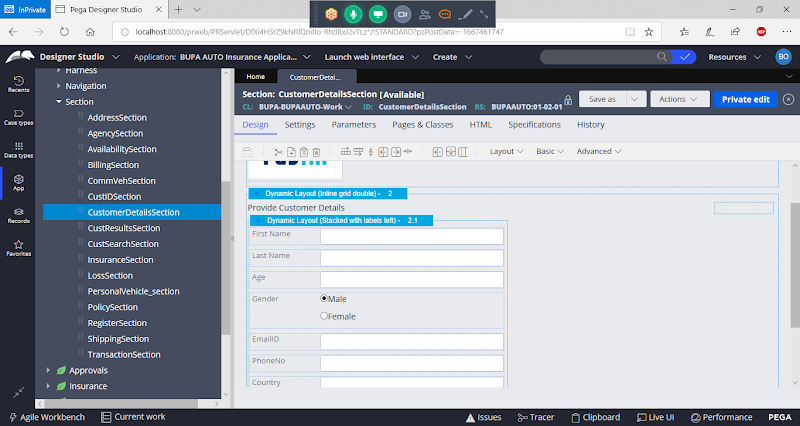 InPrivate
Pega Designer Studio
localhost:8080/prweb/PRServlet/DfXi4HSrZ9kNRlQnitlo-RhdRxJ2vTLz*/!STANDARD?pzPostData=-1667461747
Designer Studio
Application: BUPA AUTO Insurance Applica...
Launch web interface
Create
Resources
BO
Recents
Case types
Data types
App
Records
Favorites
Harness
Navigation
Section
AddressSection
AgencySection
AvailabilitySection
BillingSection
CommVehSection
CustIDSection
CustomerDetailsSection
CustResultsSection
CustSearchSection
InsuranceSection
LossSection
PersonalVehicle_section
PolicySection
RegisterSection
ShippingSection
TransactionSection
Approvals
Insurance
Home
CustomerDetai...
Section: CustomerDetailsSection [Available]
CL: BUPA-BUPAAUTO-Work ID: CustomerDetailsSection RS: BUPAAUTO:01-02-01
Save as
Actions
Private edit
Design
Settings
Parameters
Pages & Classes
HTML
Specifications
History
Layout
Basic
Advanced
Dynamic Layout (Inline grid double) - 2
Provide Customer Details
Dynamic Layout (Stacked with labels left) - 2.1
First Name
Last Name
Age
Gender
Male
Female
EmailID
PhoneNo
Country
Agile Workbench
Current work
Issues
Tracer
Clipboard
Live UI
Performance
PEGA